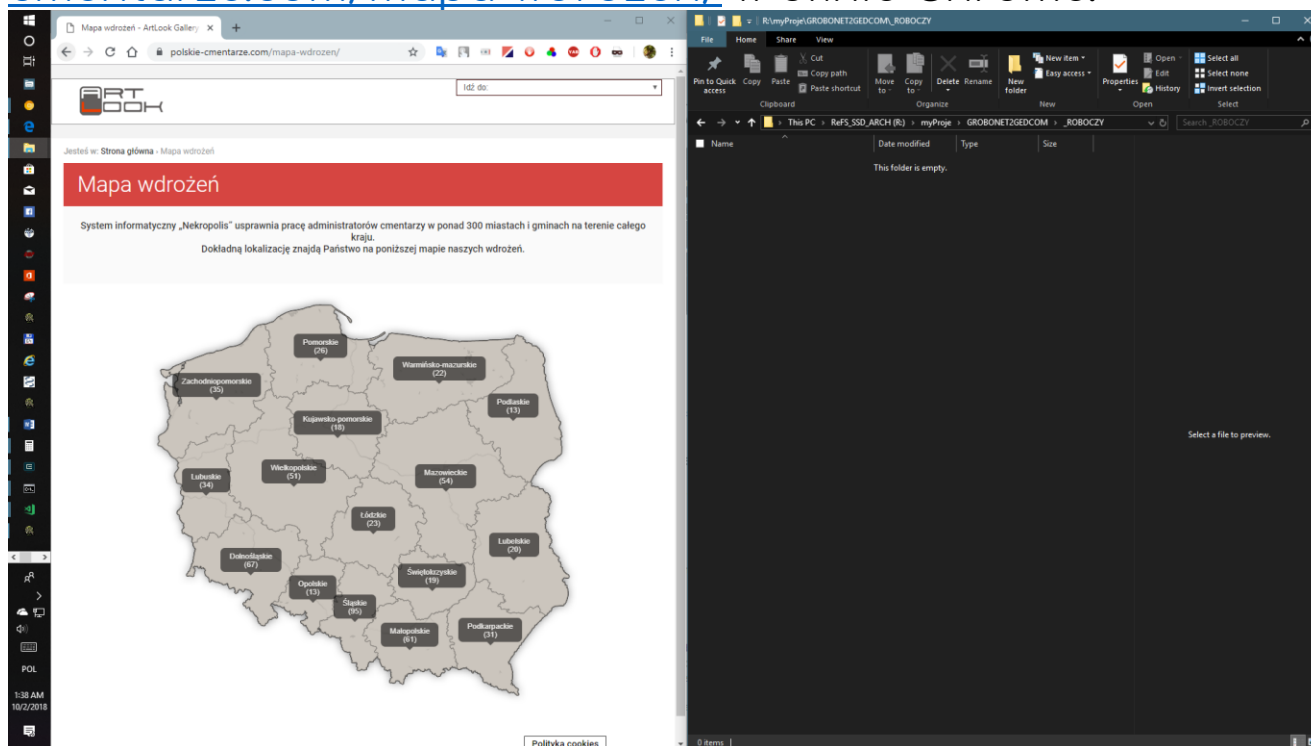 cmentarze.com/mapa-wdrozen/ w oknie Chrome.
Mapa wdrożeń - ArtLook Gallery
polskie-cmentarze.com/mapa-wdrozen/
ART
LOOK
Idź do:
Jesteś w: Strona główna › Mapa wdrożeń
Mapa wdrożeń
System informatyczny „Nekropolis" usprawnia pracę administratorów cmentarzy w ponad 300 miastach i gminach na terenie całego
kraju.
Dokładną lokalizację znajdą Państwo na poniższej mapie naszych wdrożeń.
Pomorskie
(26)
Warmińsko-mazurskie
(22)
Zachodniopomorskie
(35)
Podlaskie
(13)
Kujawsko-pomorskie
(18)
Wielkopolskie
(51)
Mazowieckie
(54)
Lubuskie
(34)
Łódzkie
(23)
Lubelskie
(20)
Dolnośląskie
(67)
Świętokrzyskie
(19)
Opolskie
(13)
Śląskie
(95)
Małopolskie
(61)
Podkarpackie
(31)
Polityka cookies
POL
1:38 AM
10/2/2018
R:\myProje\GROBONET2GEDCOM\_ROBOCZY
File Home Share View
Pin to Quick
access
Copy
Paste
Cut
Copy path
Paste shortcut
Clipboard
Move
to
Copy
to
Delete
Rename
Organize
New
folder
New item
Easy access
New
Properties
Open
Edit
History
Open
Select all
Select none
Invert selection
Select
This PC › ReFS_SSD_ARCH (R:) › myProje › GROBONET2GEDCOM › _ROBOCZY
Search _ROBOCZY
Name Date modified Type Size
This folder is empty.
Select a file to preview.
0 items